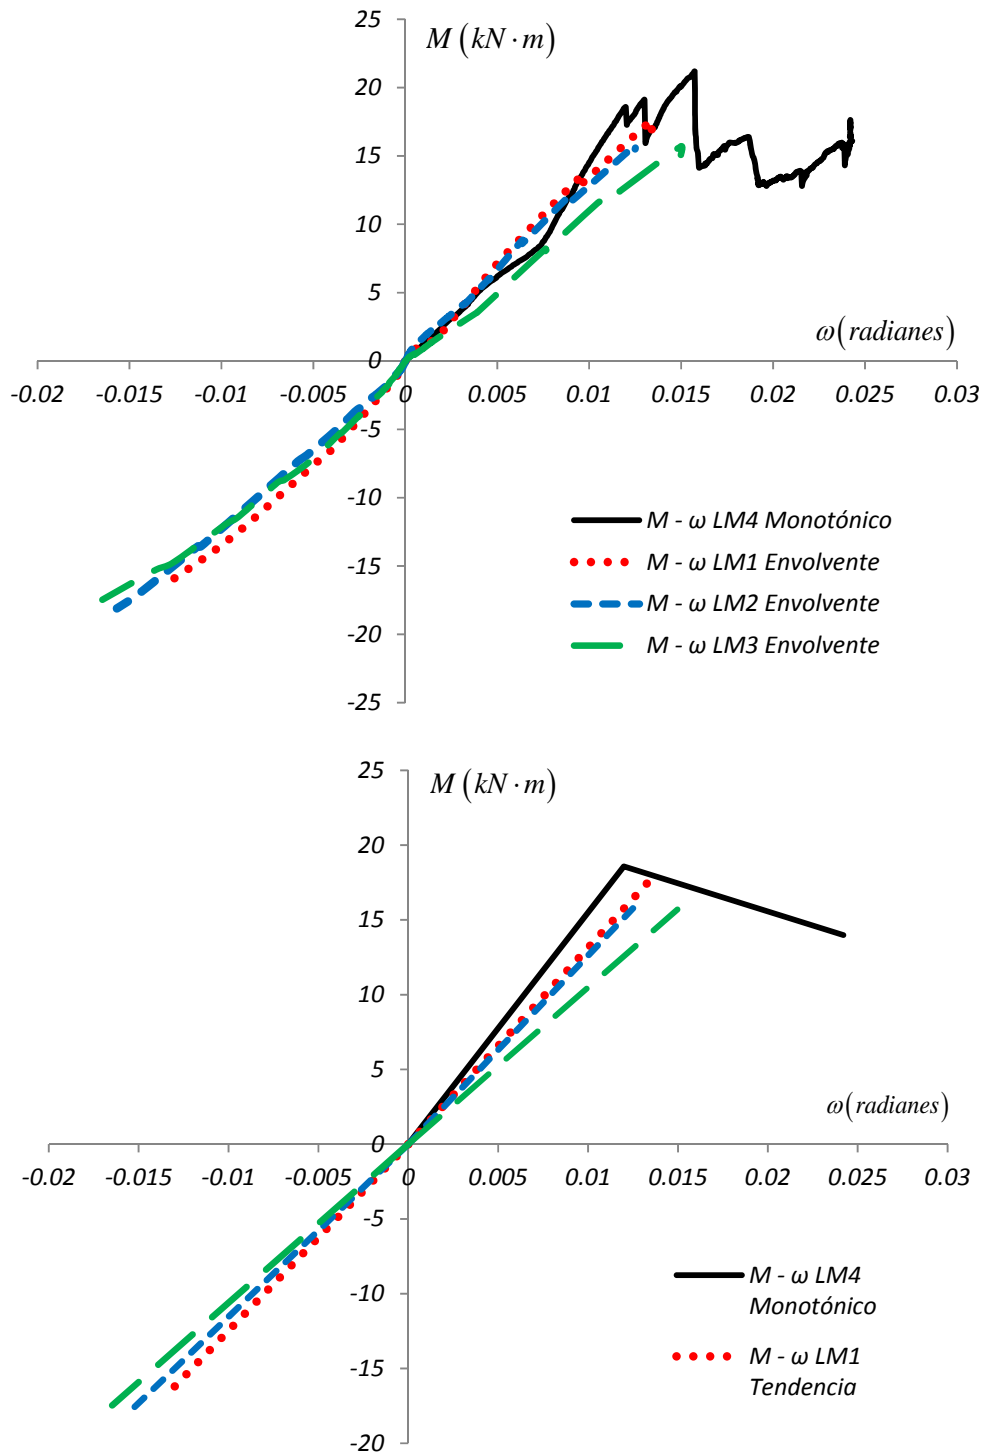 25
M (kN · m)
20
15
10
5
ω(radianes)
0
-0.02 -0.015 -0.01 -0.005 0 0.005 0.01 0.015 0.02 0.025 0.03
-5
-10
M - ω LM4 Monotónico
M - ω LM1 Envolvente
-15
M - ω LM2 Envolvente
-20
M - ω LM3 Envolvente
-25
25
M (kN · m)
20
15
10
5
ω(radianes)
0
-0.02 -0.015 -0.01 -0.005 0 0.005 0.01 0.015 0.02 0.025 0.03
-5
M - ω LM4
-10
Monotónico
M - ω LM1
-15
Tendencia
-20